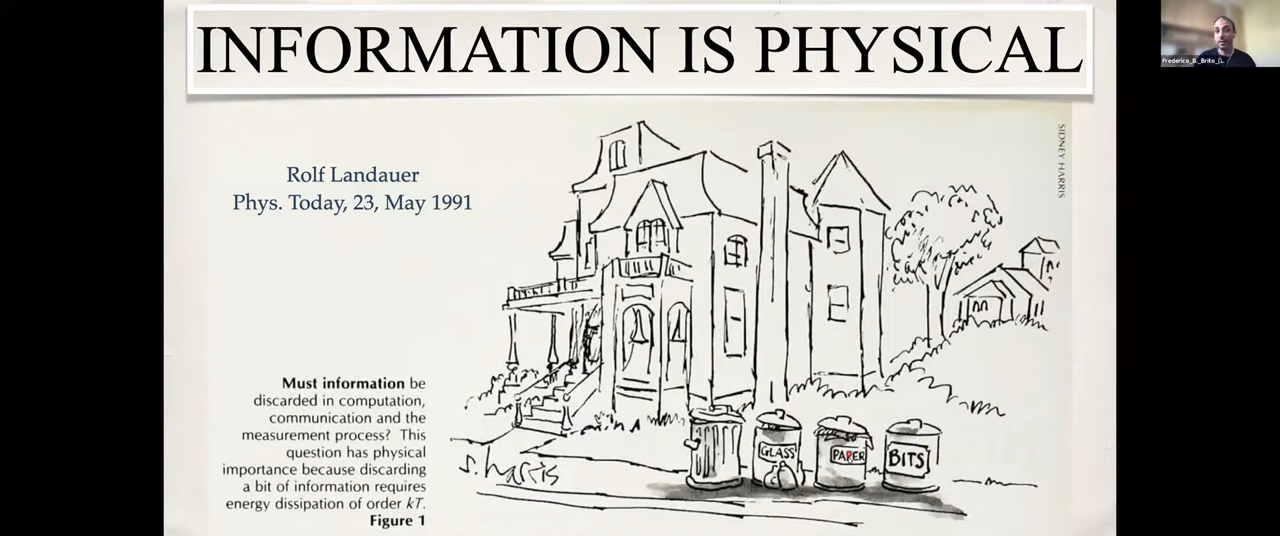 INFORMATION IS PHYSICAL
Frederico_B._Brito_(I...
Rolf Landauer
Phys. Today, 23, May 1991
SIDNEY HARRIS
Must information be
discarded in computation,
communication and the
measurement process? This
question has physical
importance because discarding
a bit of information requires
energy dissipation of order kT.
Figure 1
GLASS
PAPER
BITS
S. Harris